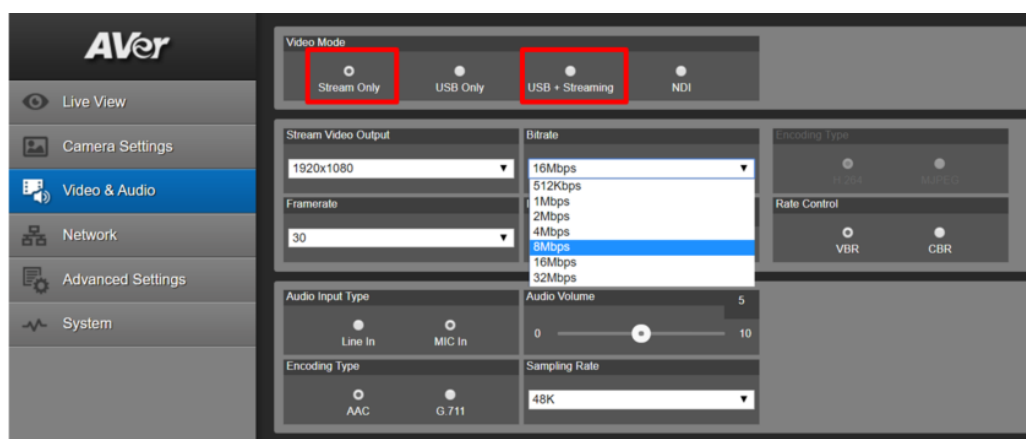 AVer
Live View
Camera Settings
Video & Audio
Network
Advanced Settings
System
Video Mode
Stream Only
USB Only
USB + Streaming
NDI
Stream Video Output
1920x1080
Bitrate
16Mbps
512Kbps
1Mbps
2Mbps
4Mbps
8Mbps
16Mbps
32Mbps
Encoding Type
H.264
MJPEG
Framerate
30
Rate Control
VBR
CBR
Audio Input Type
Line In
MIC In
Audio Volume
5
0
10
Encoding Type
AAC
G.711
Sampling Rate
48K